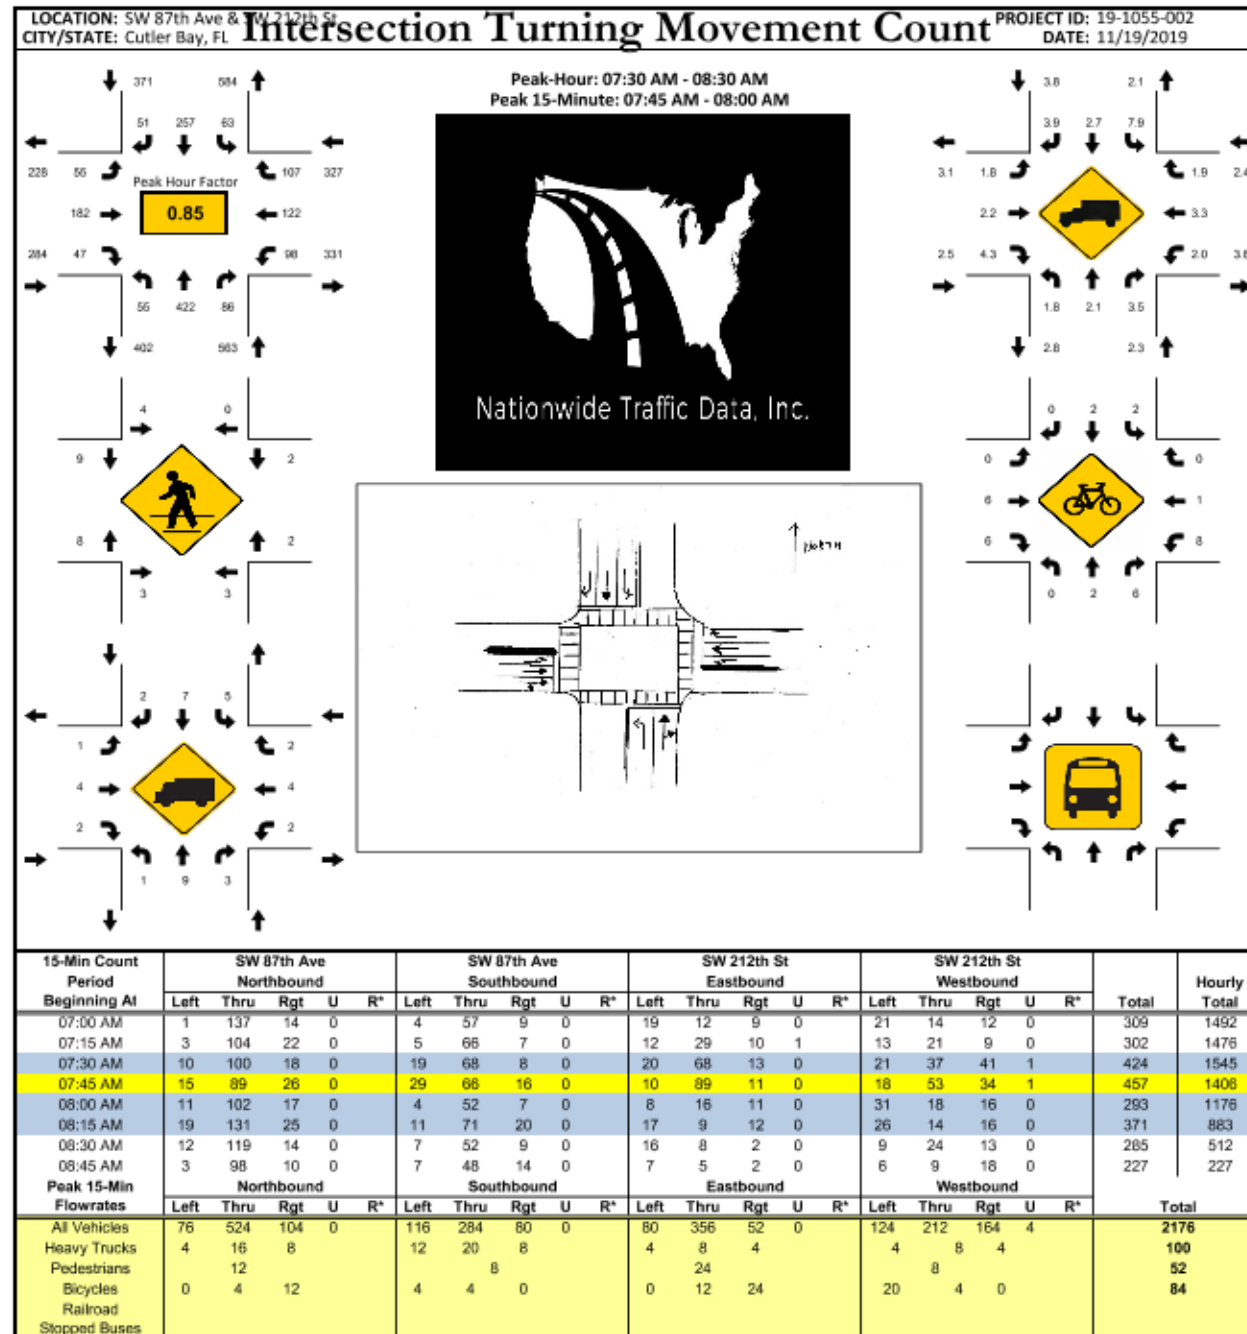 LOCATION: SW 87th Ave & SW 212th St
CITY/STATE: Cutler Bay, FL
Intersection Turning Movement Count
PROJECT ID: 19-1055-002
DATE: 11/19/2019
Peak-Hour: 07:30 AM - 08:30 AM
Peak 15-Minute: 07:45 AM - 08:00 AM
371 584
51 257 63
228 56 107 327
Peak Hour Factor
182 0.85 122
284 47 98 331
55 422 86
402 563
3.8 2.1
3.9 2.7 7.9
3.1 1.8 1.9 2.4
2.2 3.3
2.5 4.3 2.0 3.6
1.8 2.1 3.5
2.8 2.3
Nationwide Traffic Data, Inc.
4 0
9 2
8 2
3 3
0 2 2
0 0
6 1
6 8
0 2 6
NORTH
2 7 5
1 2
4 4
2 2
1 9 3
15-Min Count SW 87th Ave SW 87th Ave SW 212th St SW 212th St
Period Northbound Southbound Eastbound Westbound Hourly
Beginning At Left Thru Rgt U R* Left Thru Rgt U R* Left Thru Rgt U R* Left Thru Rgt U R* Total Total
07:00 AM 1 137 14 0 4 57 9 0 19 12 9 0 21 14 12 0 309 1492
07:15 AM 3 104 22 0 5 66 7 0 12 29 10 1 13 21 9 0 302 1476
07:30 AM 10 100 18 0 19 68 8 0 20 68 13 0 21 37 41 1 424 1545
07:45 AM 15 89 26 0 29 66 16 0 10 89 11 0 18 53 34 1 457 1406
08:00 AM 11 102 17 0 4 52 7 0 8 16 11 0 31 18 16 0 293 1176
08:15 AM 19 131 25 0 11 71 20 0 17 9 12 0 26 14 16 0 371 883
08:30 AM 12 119 14 0 7 52 9 0 16 8 2 0 9 24 13 0 285 512
08:45 AM 3 98 10 0 7 48 14 0 7 5 2 0 6 9 18 0 227 227
Peak 15-Min Northbound Southbound Eastbound Westbound
Flowrates Left Thru Rgt U R* Left Thru Rgt U R* Left Thru Rgt U R* Left Thru Rgt U R* Total
All Vehicles 76 524 104 0 116 284 80 0 80 356 52 0 124 212 164 4 2176
Heavy Trucks 4 16 8 12 20 8 4 8 4 4 8 4 100
Pedestrians 12 8 24 8 52
Bicycles 0 4 12 4 4 0 0 12 24 20 4 0 84
Railroad
Stopped Buses